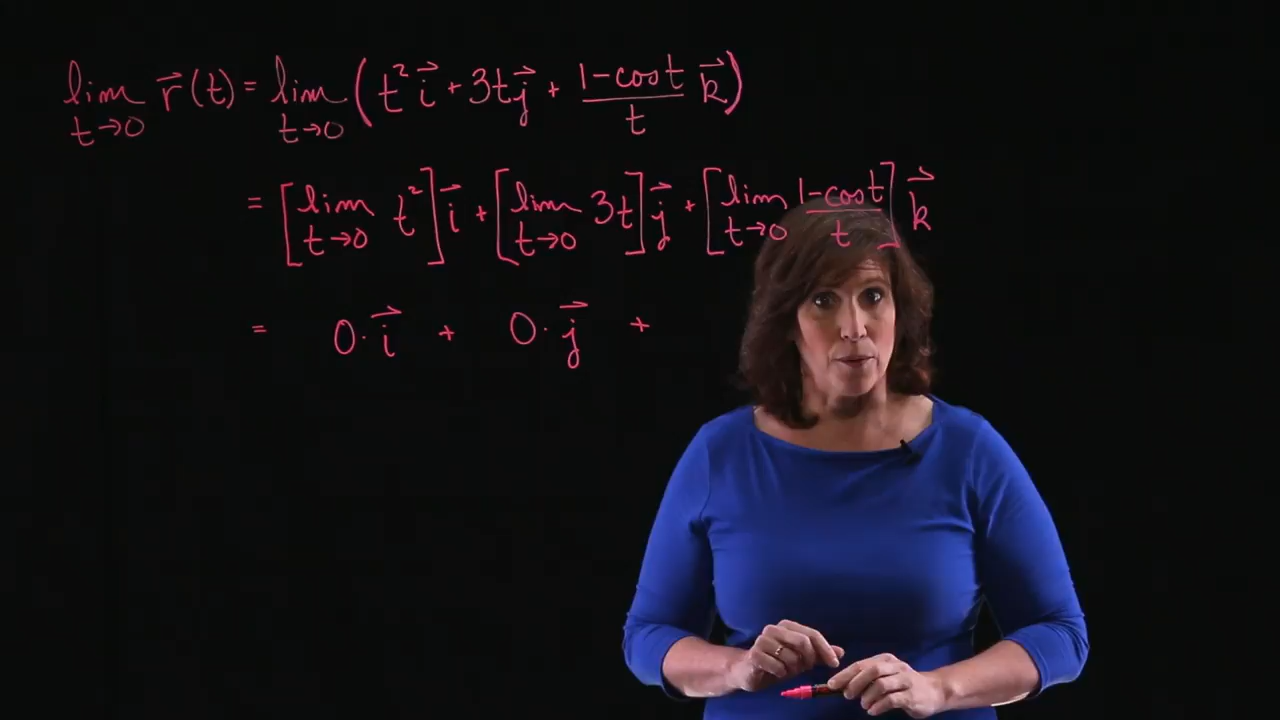 lim t→0 r⃗(t) = lim t→0 (t² i⃗ + 3t j⃗ + (1-cos t)/t k⃗)
= [lim t→0 t²] i⃗ + [lim t→0 3t] j⃗ + [lim t→0 (1-cos t)/t] k⃗
= 0· i⃗ + 0· j⃗ +